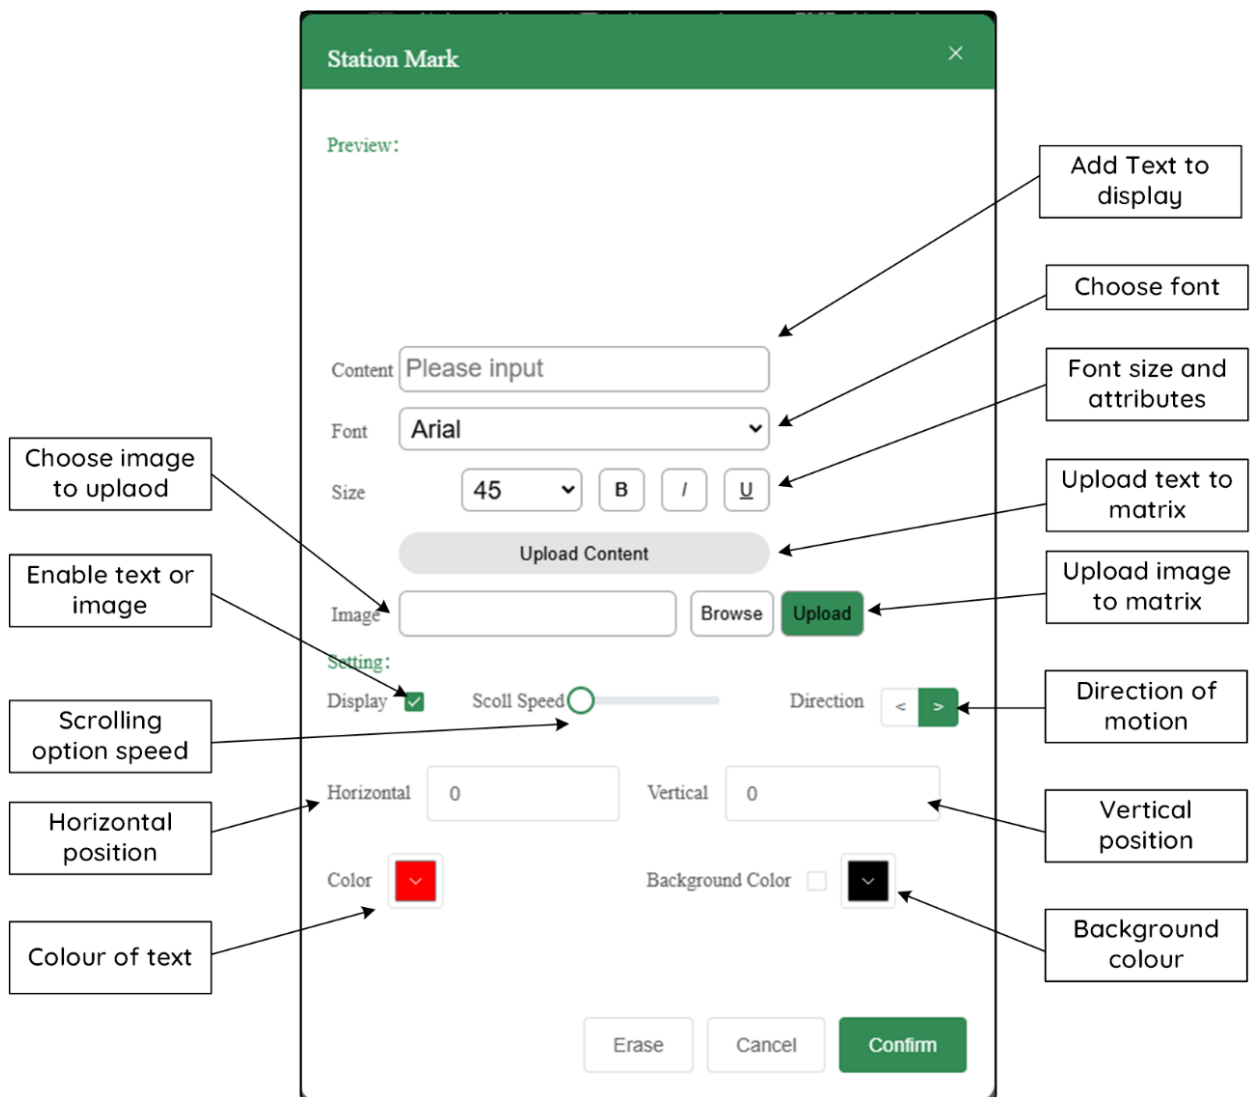 Station Mark
Preview:
Add Text to
display
Choose font
Content Please input
Font size and
attributes
Font Arial
Choose image
to uplaod
Size 45 B I U
Upload text to
matrix
Upload Content
Enable text or
image
Upload image
to matrix
Image Browse Upload
Setting:
Display Scoll Speed Direction < >
Direction of
motion
Scrolling
option speed
Horizontal 0 Vertical 0
Horizontal
position
Vertical
position
Color Background Color
Colour of text
Background
colour
Erase Cancel Confirm